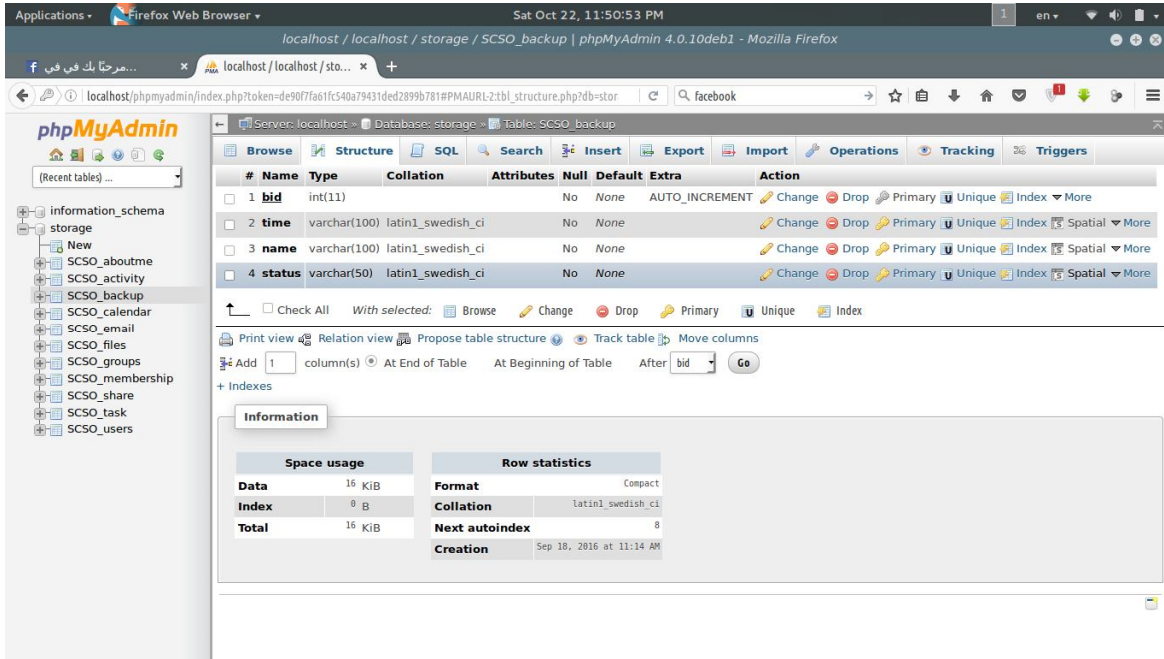 Applications Firefox Web Browser Sat Oct 22, 11:50:53 PM 1 en
localhost / localhost / storage / SCSO_backup | phpMyAdmin 4.0.10deb1 - Mozilla Firefox
مرحبًا بك في في... × localhost / localhost / sto... × +
localhost/phpmyadmin/index.php?token=de90f7fa61fc540a79431ded2899b781#PMAURL-2:tbl_structure.php?db=stor facebook 1
phpMyAdmin
(Recent tables) ...
information_schema
storage
New
SCSO_aboutme
SCSO_activity
SCSO_backup
SCSO_calendar
SCSO_email
SCSO_files
SCSO_groups
SCSO_membership
SCSO_share
SCSO_task
SCSO_users
Server: localhost » Database: storage » Table: SCSO_backup
Browse Structure SQL Search Insert Export Import Operations Tracking Triggers
# Name Type Collation Attributes Null Default Extra Action
1 bid int(11) No None AUTO_INCREMENT Change Drop Primary Unique Index More
2 time varchar(100) latin1_swedish_ci No None Change Drop Primary Unique Index Spatial More
3 name varchar(100) latin1_swedish_ci No None Change Drop Primary Unique Index Spatial More
4 status varchar(50) latin1_swedish_ci No None Change Drop Primary Unique Index Spatial More
Check All With selected: Browse Change Drop Primary Unique Index
Print view Relation view Propose table structure Track table Move columns
Add 1 column(s) At End of Table At Beginning of Table After bid Go
+ Indexes
Information
Space usage
Data 16 KiB
Index 0 B
Total 16 KiB
Row statistics
Format Compact
Collation latin1_swedish_ci
Next autoindex 8
Creation Sep 18, 2016 at 11:14 AM